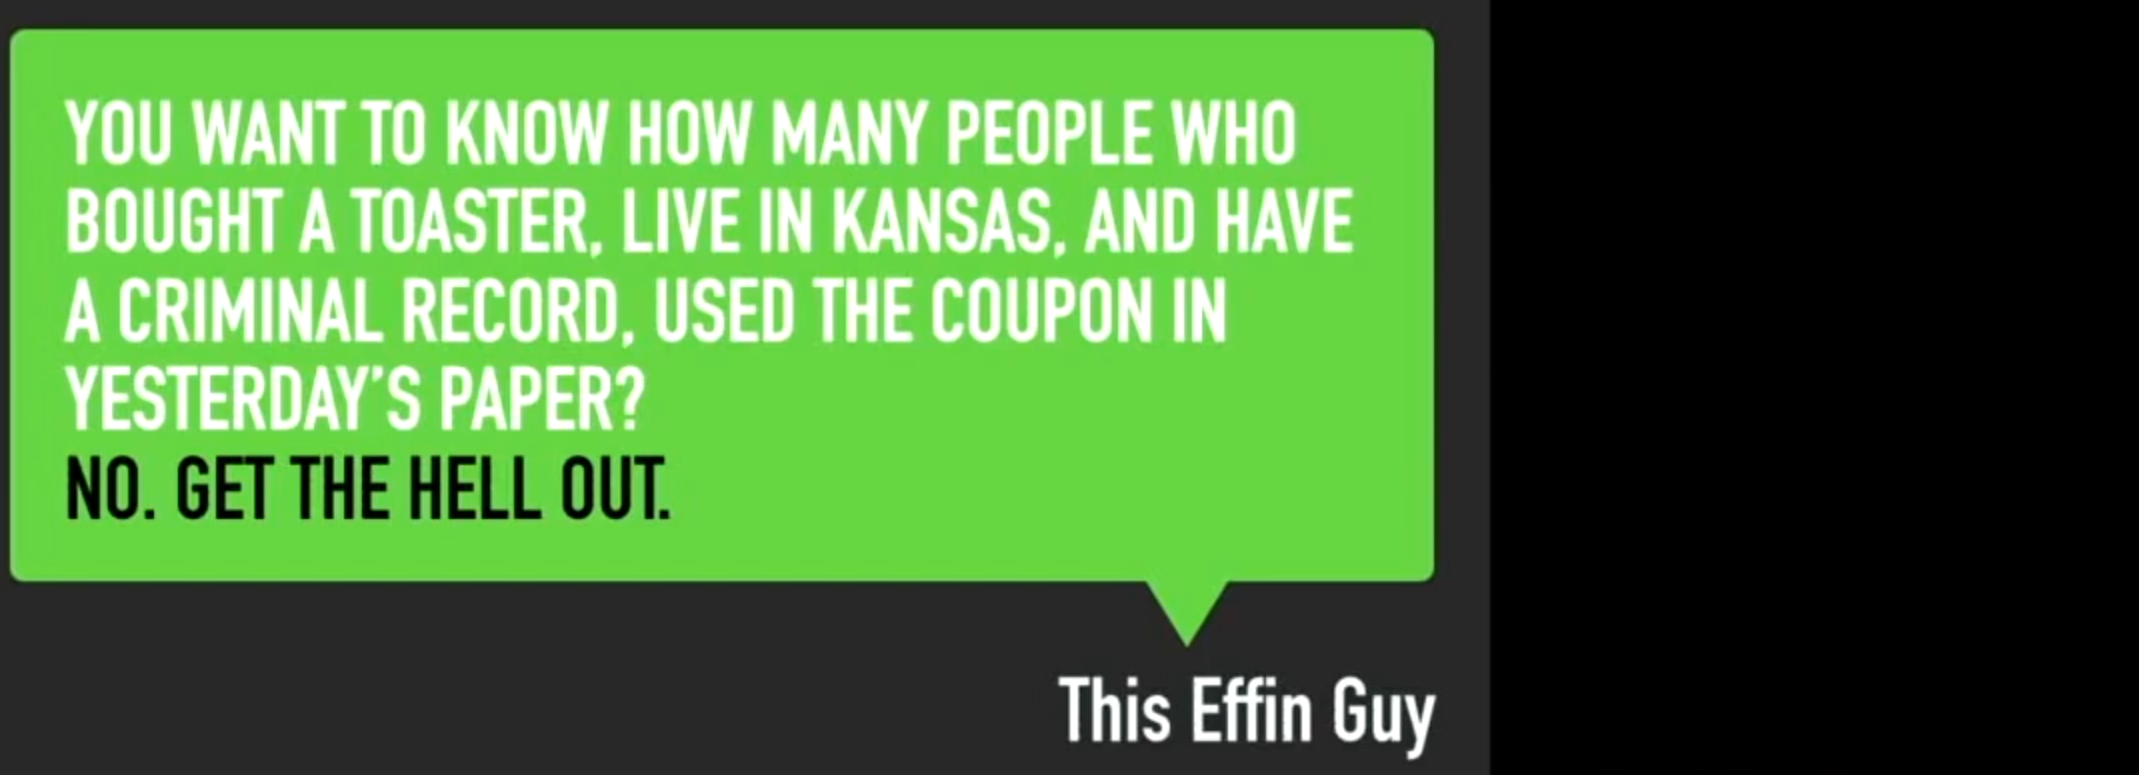 YOU WANT TO KNOW HOW MANY PEOPLE WHO
BOUGHT A TOASTER, LIVE IN KANSAS, AND HAVE
A CRIMINAL RECORD, USED THE COUPON IN
YESTERDAY'S PAPER?
NO. GET THE HELL OUT.
This Effin Guy